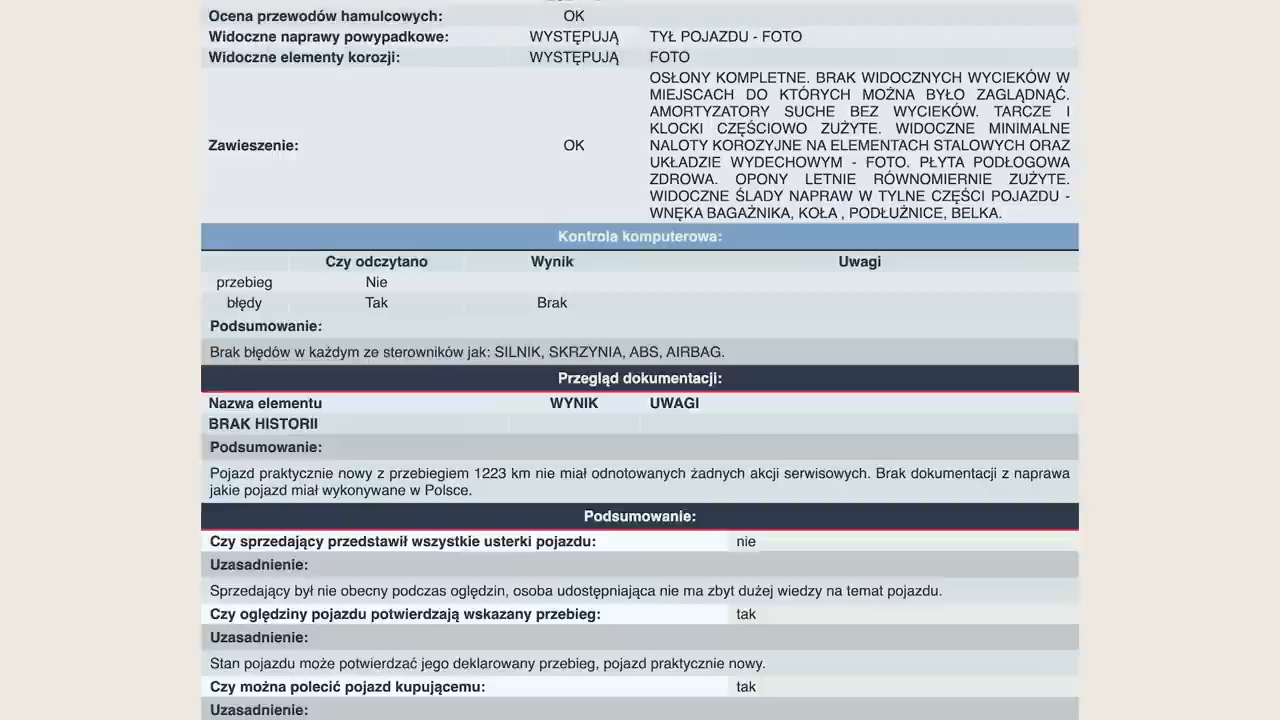 Ocena przewodów hamulcowych: OK
Widoczne naprawy powypadkowe: WYSTĘPUJĄ TYŁ POJAZDU - FOTO
Widoczne elementy korozji: WYSTĘPUJĄ FOTO
Zawieszenie: OK
OSŁONY KOMPLETNE. BRAK WIDOCZNYCH WYCIEKÓW W
MIEJSCACH DO KTÓRYCH MOŻNA BYŁO ZAGLĄDNĄĆ.
AMORTYZATORY SUCHE BEZ WYCIEKÓW. TARCZE I
KLOCKI CZĘŚCIOWO ZUŻYTE. WIDOCZNE MINIMALNE
NALOTY KOROZYJNE NA ELEMENTACH STALOWYCH ORAZ
UKŁADZIE WYDECHOWYM - FOTO. PŁYTA PODŁOGOWA
ZDROWA. OPONY LETNIE RÓWNOMIERNIE ZUŻYTE.
WIDOCZNE ŚLADY NAPRAW W TYLNE CZĘŚCI POJAZDU -
WNĘKA BAGAŻNIKA, KOŁA , PODŁUŻNICE, BELKA.
Kontrola komputerowa:
Czy odczytano Wynik Uwagi
przebieg Nie
błędy Tak Brak
Podsumowanie:
Brak błędów w każdym ze sterowników jak: SILNIK, SKRZYNIA, ABS, AIRBAG.
Przegląd dokumentacji:
Nazwa elementu WYNIK UWAGI
BRAK HISTORII
Podsumowanie:
Pojazd praktycznie nowy z przebiegiem 1223 km nie miał odnotowanych żadnych akcji serwisowych. Brak dokumentacji z naprawa
jakie pojazd miał wykonywane w Polsce.
Podsumowanie:
Czy sprzedający przedstawił wszystkie usterki pojazdu: nie
Uzasadnienie:
Sprzedający był nie obecny podczas oględzin, osoba udostępniająca nie ma zbyt dużej wiedzy na temat pojazdu.
Czy oględziny pojazdu potwierdzają wskazany przebieg: tak
Uzasadnienie:
Stan pojazdu może potwierdzać jego deklarowany przebieg, pojazd praktycznie nowy.
Czy można polecić pojazd kupującemu: tak
Uzasadnienie: